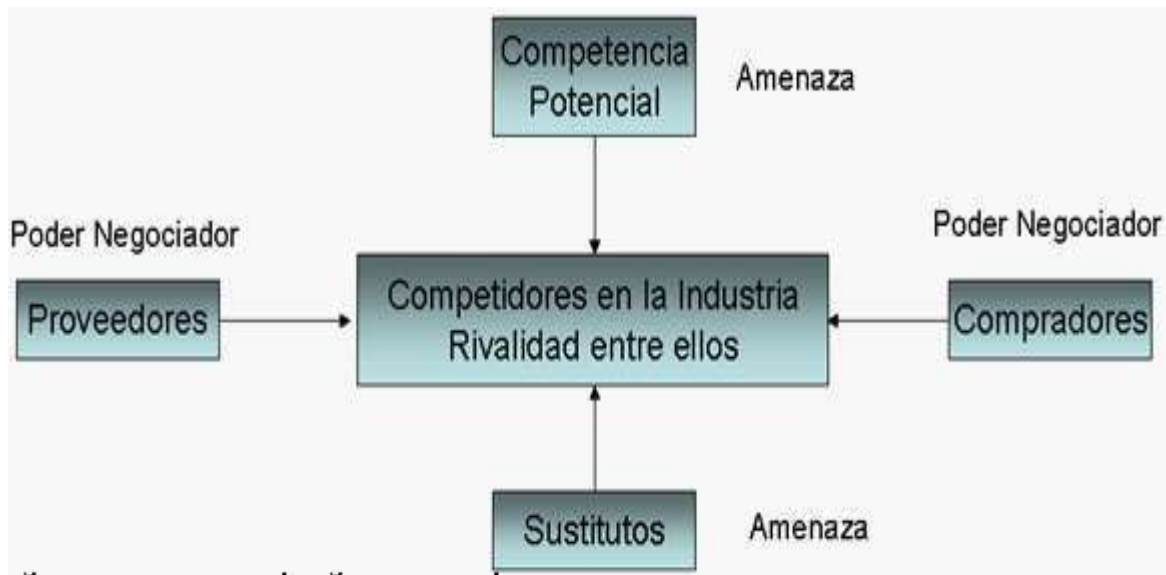 Competencia
Potencial
Amenaza
Poder Negociador
Poder Negociador
Proveedores
Competidores en la Industria
Rivalidad entre ellos
Compradores
Sustitutos
Amenaza